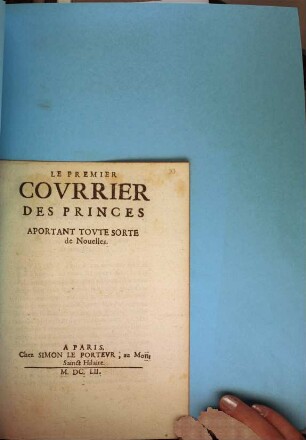 LE PREMIER
COVRRIER
DES PRINCES
APORTANT TOVTE SORTE
de Nouelles.
A PARIS.
Chez SIMON LE PORTEVR, au Mont
Sainct Hilaire.
M. DC. LII.